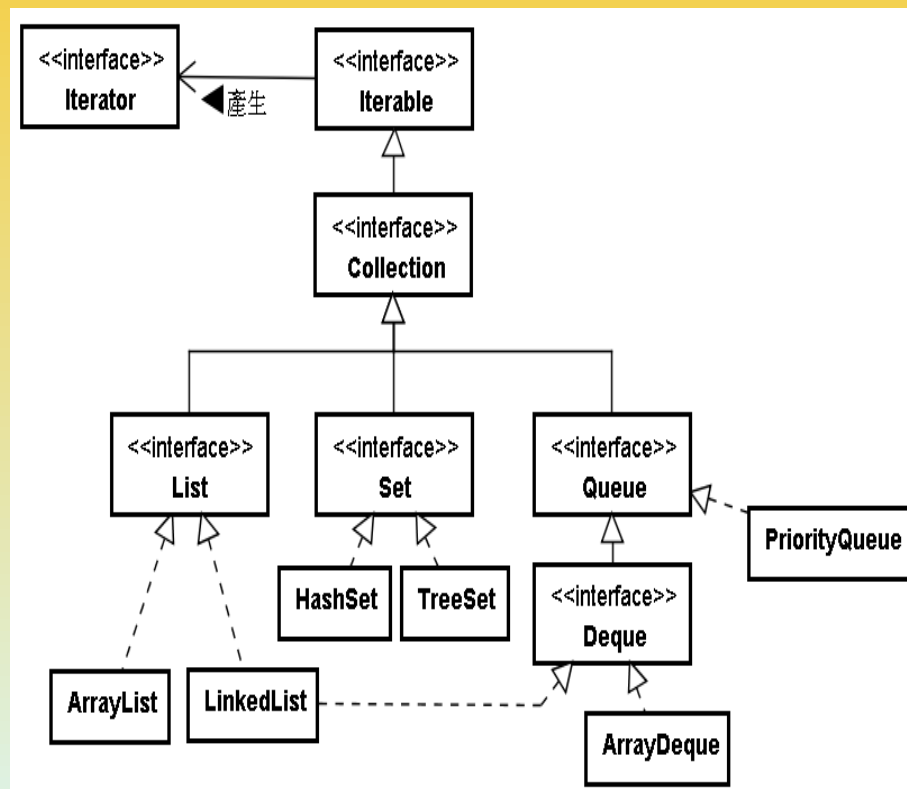 <<interface>>
Iterator
<<interface>>
Iterable
產生
<<interface>>
Collection
<<interface>>
List
<<interface>>
Set
<<interface>>
Queue
PriorityQueue
HashSet
TreeSet
<<interface>>
Deque
ArrayList
LinkedList
ArrayDeque